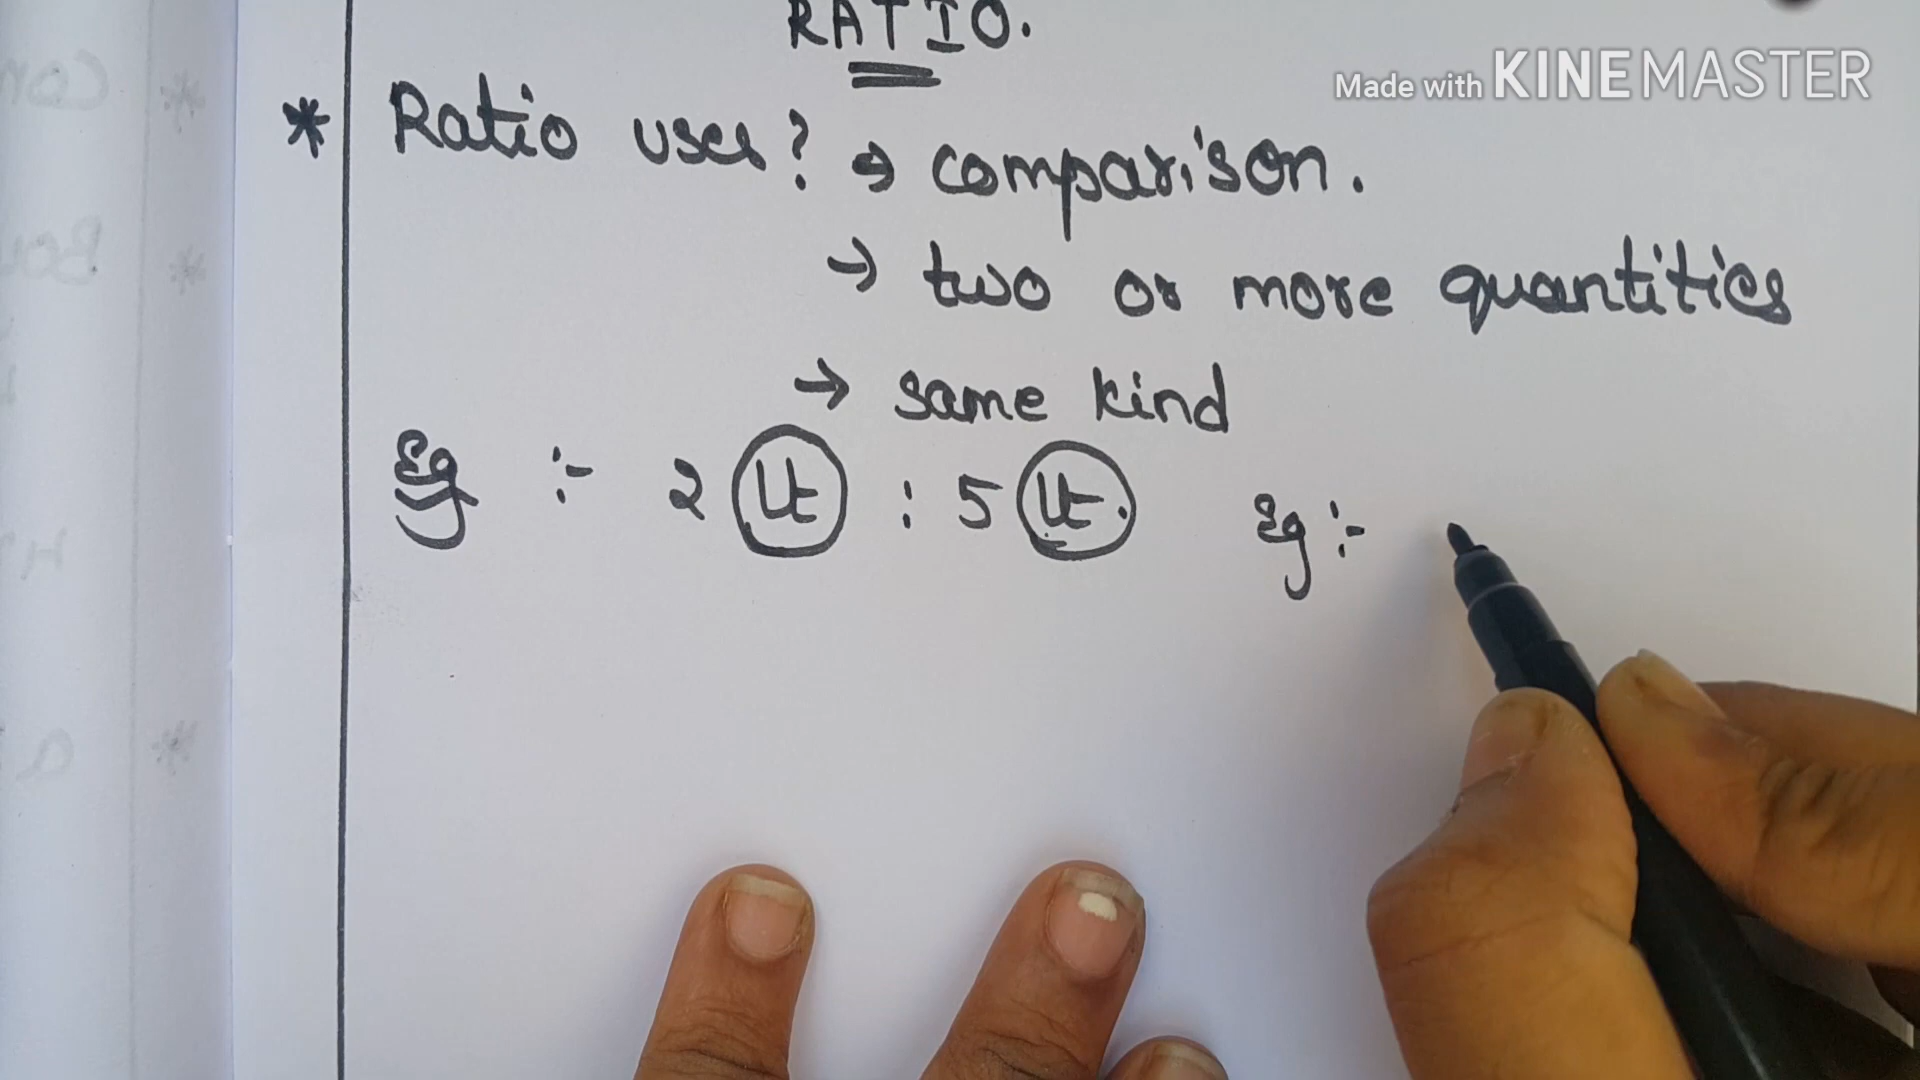 RATIO.
Made with KINEMASTER
* Ratio uses? → comparison.
→ two or more quantities
→ same kind
Eg :- 2 Lt : 5 Lt. Eg :-